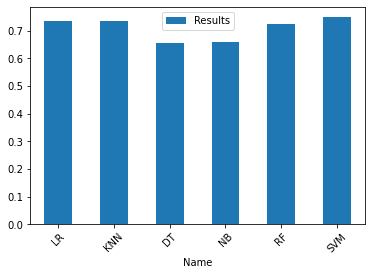 Results
0.7
0.6
0.5
0.4
0.3
0.2
0.1
0.0
LR
KNN
DT
NB
RF
SVM
Name